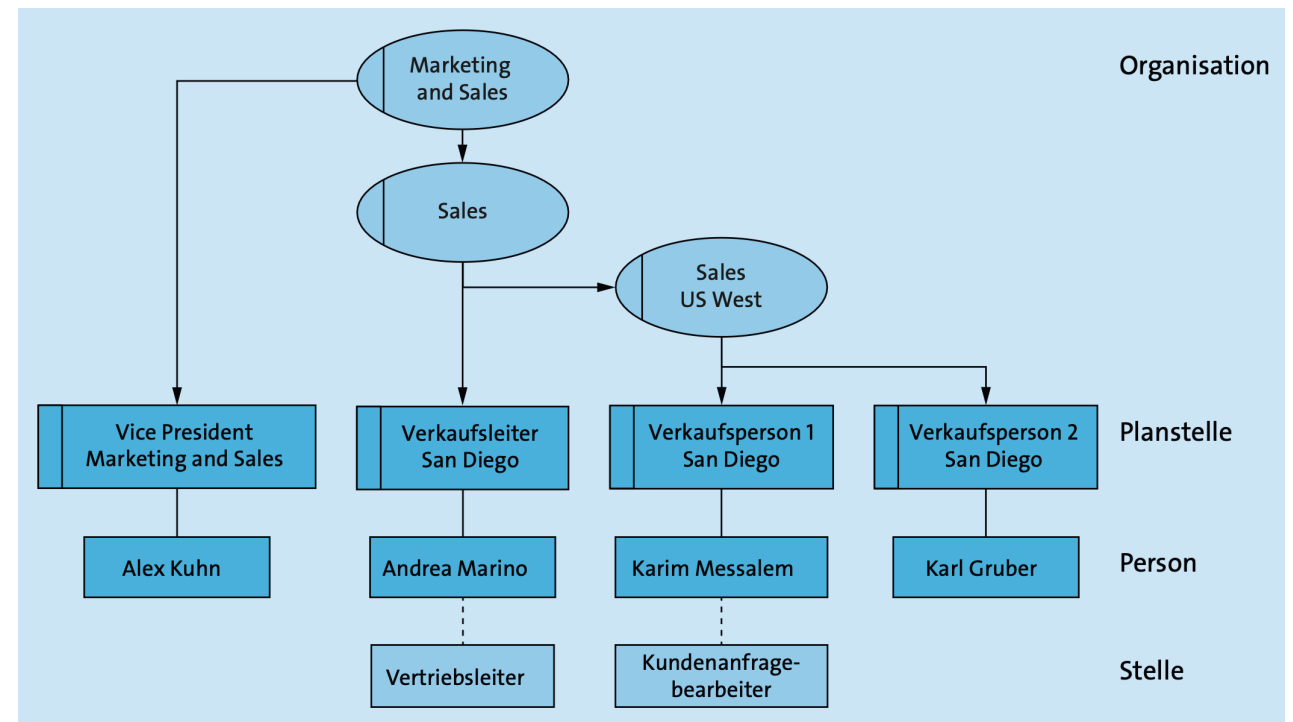 Marketing
and Sales
Organisation
Sales
Sales
US West
Vice President
Marketing and Sales
Verkaufsleiter
San Diego
Verkaufsperson 1
San Diego
Verkaufsperson 2
San Diego
Planstelle
Alex Kuhn
Andrea Marino
Karim Messalem
Karl Gruber
Person
Vertriebsleiter
Kundenanfrage-
bearbeiter
Stelle